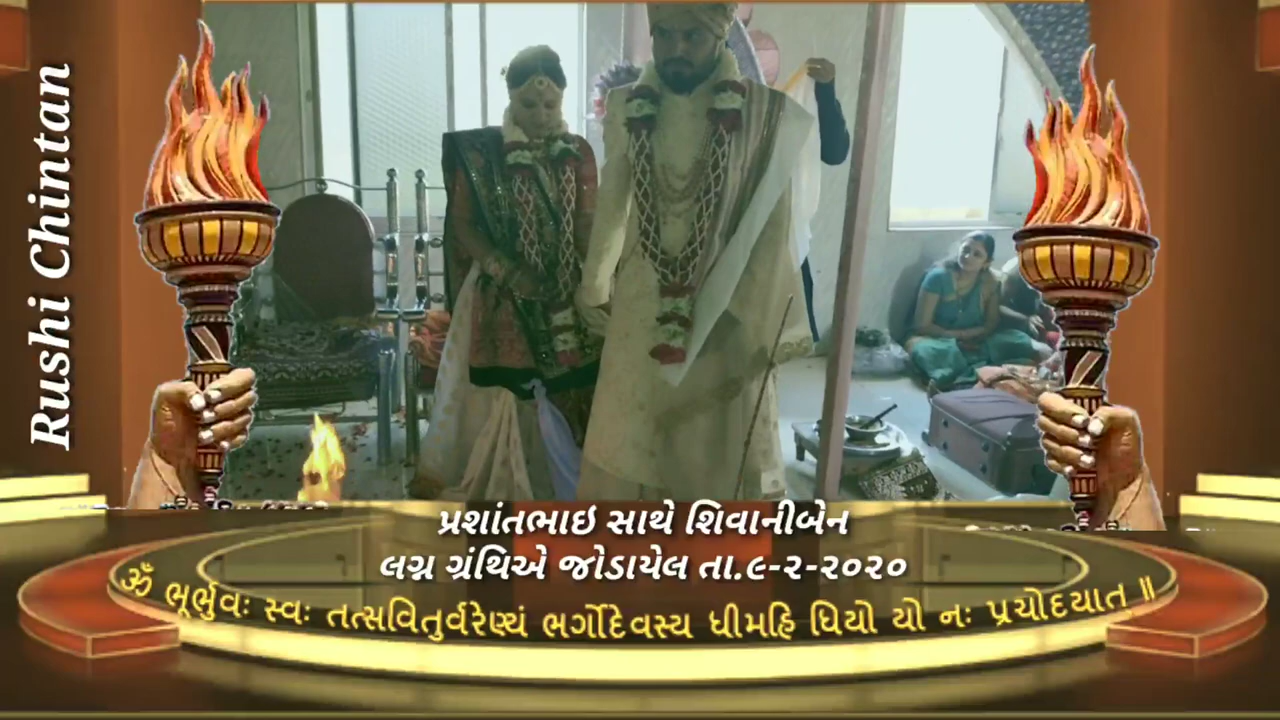 Rushi Chintan
પ્રશાંતભાઇ સાથે શિવાનીબેન
લગ્ન ગ્રંથિએ જોડાયેલ તા.૯-૨-૨૦૨૦
ૐ ભૂર્ભુવઃ સ્વઃ તત્સવિતુર્વરેણ્યં ભર્ગોદેવસ્ય ધીમહિ ધિયો યો નઃ પ્રચોદયાત ॥